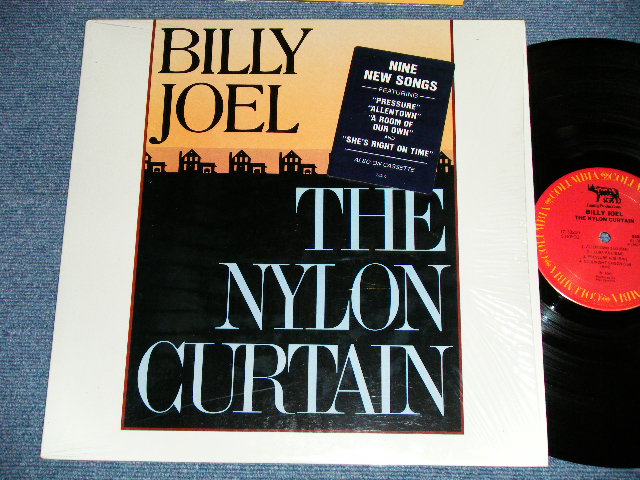 BILLY
JOEL
THE
NYLON
CURTAIN
NINE
NEW SONGS
FEATURING
"PRESSURE"
"ALLENTOWN"
"A ROOM OF
OUR OWN"
AND
"SHE'S RIGHT ON TIME"
ALSO ON CASSETTE
COLUMBIA
BILLY JOEL
THE NYLON CURTAIN